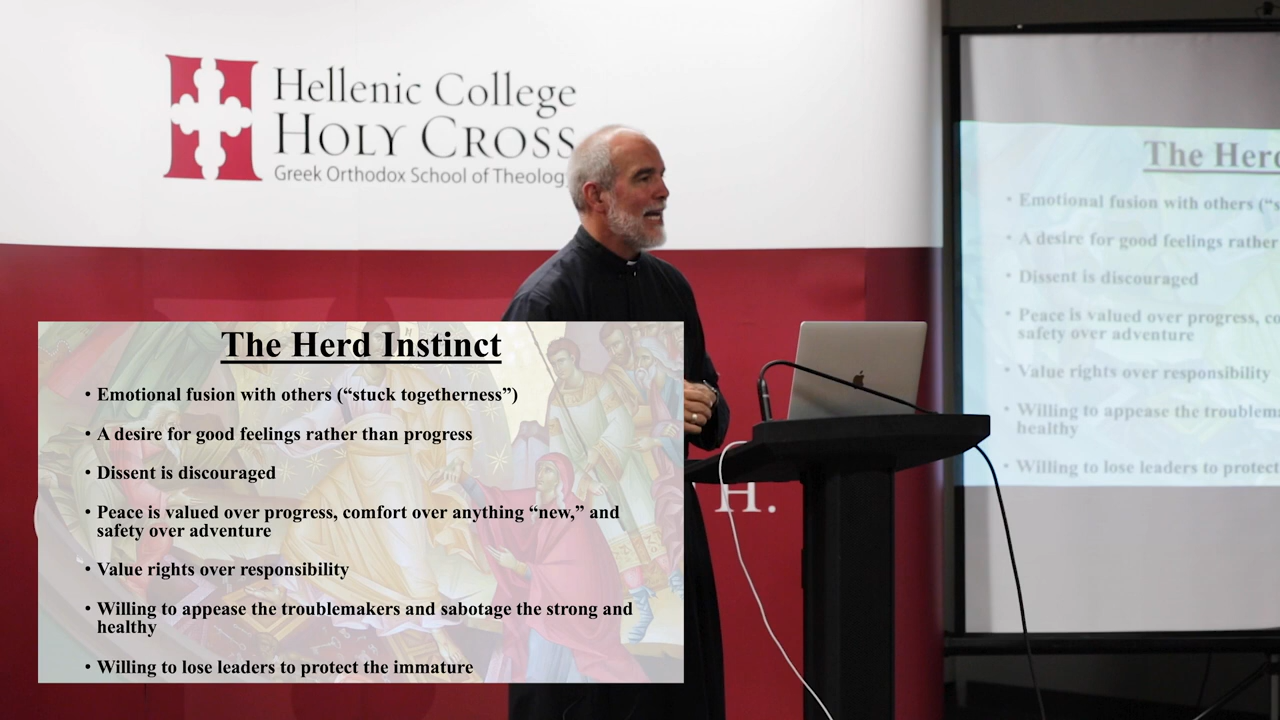 Hellenic College
HOLY CROSS
Greek Orthodox School of Theolog
The Herd Instinct
• Emotional fusion with others (“stuck togetherness”)
• A desire for good feelings rather than progress
• Dissent is discouraged
• Peace is valued over progress, comfort over anything “new,” and
safety over adventure
• Value rights over responsibility
• Willing to appease the troublemakers and sabotage the strong and
healthy
• Willing to lose leaders to protect the immature
H.
The Herd
• Emotional fusion with others (“s
• A desire for good feelings rather
• Dissent is discouraged
• Peace is valued over progress, co
safety over adventure
• Value rights over responsibility
• Willing to appease the troublem
healthy
• Willing to lose leaders to protect